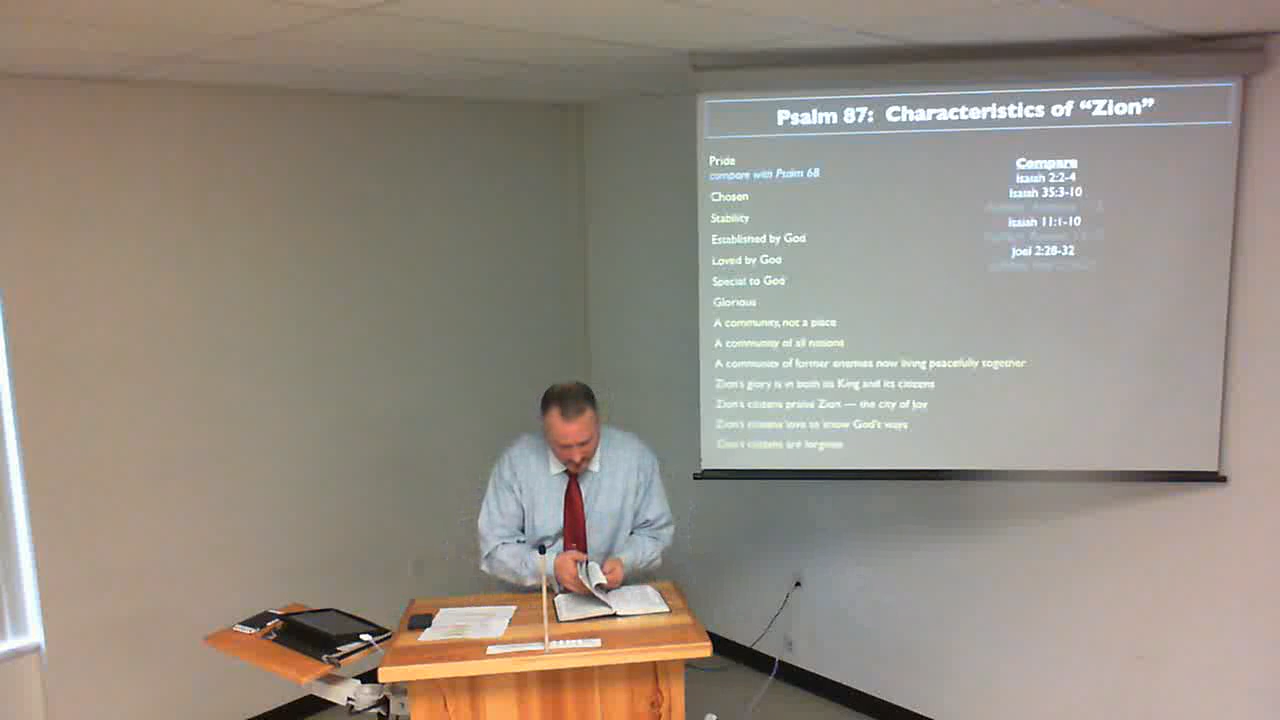 Psalm 87: Characteristics of “Zion”
Pride
compare with Psalm 68
Chosen
Stability
Established by God
Loved by God
Special to God
Glorious
A community, not a place
A community of all nations
A community of former enemies now living peacefully together
Zion's glory is in both its King and its citizens
Zion's citizens praise Zion — the city of Joy
Zion's citizens love to know God's ways
Zion's citizens are forgiven
Compare
Isaiah 2:2-4
Isaiah 35:3-10
Isaiah 11:1-10
Joel 2:28-32